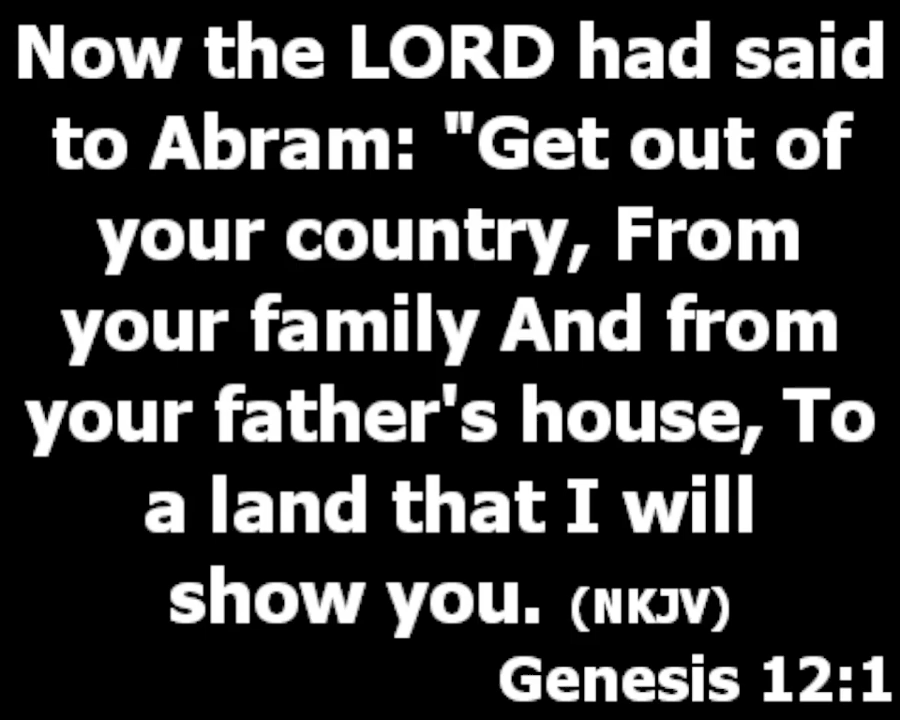 Now the LORD had said
to Abram: "Get out of
your country, From
your family And from
your father's house, To
a land that I will
show you. (NKJV)
Genesis 12:1